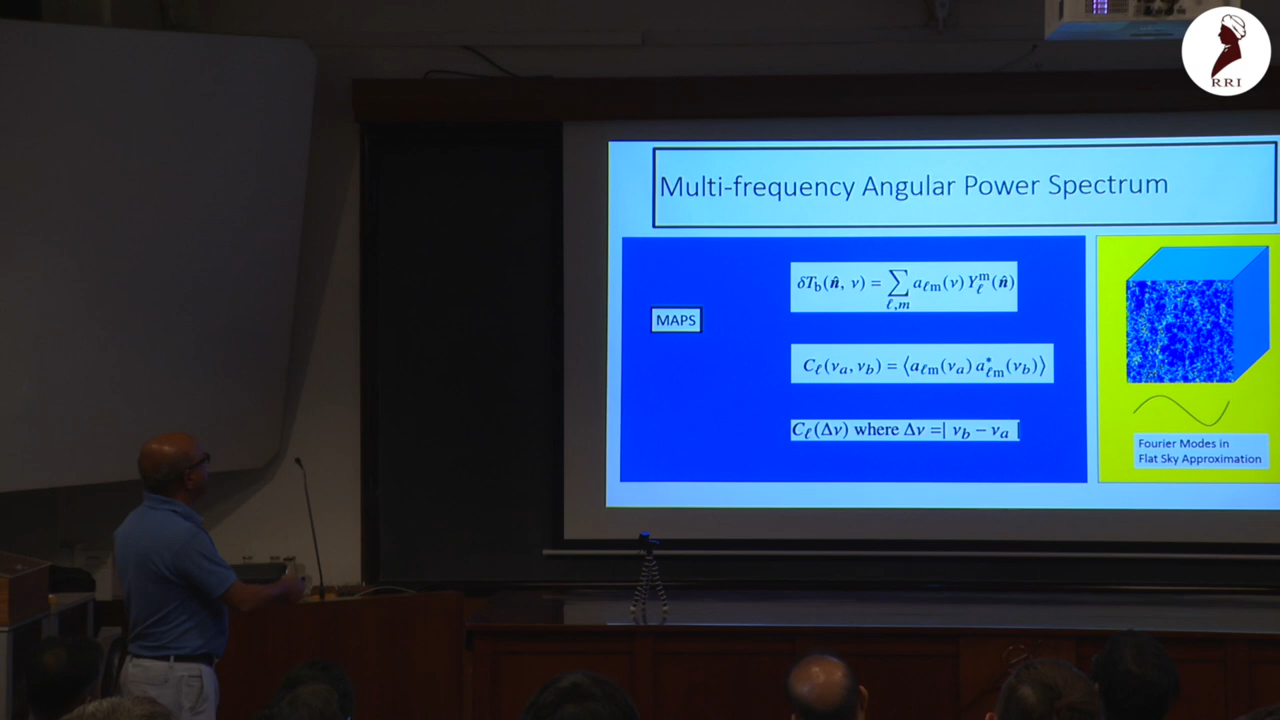 RRI
Multi-frequency Angular Power Spectrum
δT_b(n̂, ν) = ∑_{ℓ,m} a_{ℓm}(ν) Y_ℓ^m(n̂)
MAPS
C_ℓ(ν_a, ν_b) = ⟨a_{ℓm}(ν_a) a*_{ℓm}(ν_b)⟩
C_ℓ(Δν) where Δν =| ν_b − ν_a |
Fourier Modes in
Flat Sky Approximation